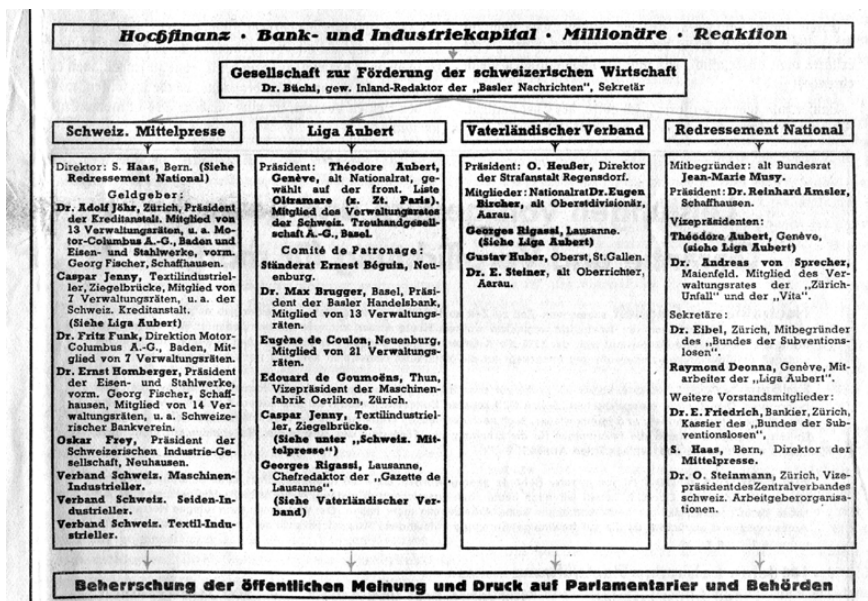 Hochfinanz · Bank- und Industriekapital · Millionäre · Reaktion
Gesellschaft zur Förderung der schweizerischen Wirtschaft
Dr. Büchi, gew. Inland-Redaktor der „Basler Nachrichten", Sekretär
Schweiz. Mittelpresse
Direktor: S. Haas, Bern. (Siehe
Redressement National)
Geldgeber:
Dr. Adolf Jöhr, Zürich, Präsident
der Kreditanstalt. Mitglied von
13 Verwaltungsräten, u. a. Mo-
tor-Columbus A.-G., Baden und
Eisen- und Stahlwerke, vorm.
Georg Fischer, Schaffhausen.
Caspar Jenny, Textilindustriel-
ler, Ziegelbrücke, Mitglied von
7 Verwaltungsräten, u. a. der
Schweiz. Kreditanstalt.
(Siehe Liga Aubert)
Dr. Fritz Funk, Direktion Motor-
Columbus A.-G., Baden, Mit-
glied von 7 Verwaltungsräten.
Dr. Ernst Homberger, Präsident
der Eisen- und Stahlwerke,
vorm. Georg Fischer, Schaff-
hausen, Mitglied von 14 Ver-
waltungsräten, u. a. Schweize-
rischer Bankverein.
Oskar Frey, Präsident der
Schweizerischen Industrie-Ge-
sellschaft, Neuhausen.
Verband Schweiz. Maschinen-
Industrieller.
Verband Schweiz. Seiden-In-
dustrieller.
Verband Schweiz. Textil-Indu-
strieller.
Liga Aubert
Präsident: Théodore Aubert,
Genève, alt Nationalrat, ge-
wählt auf der front. Liste
Oltramare (z. Zt. Paris).
Mitglied des Verwaltungsrates
der Schweiz. Treuhandgesell-
schaft A.-G., Basel.
Comité de Patronage:
Ständerat Ernest Béguin, Neu-
enburg.
Dr. Max Brugger, Basel, Präsi-
dent der Basler Handelsbank,
Mitglied von 13 Verwaltungs-
räten.
Eugène de Coulon, Neuenburg,
Mitglied von 21 Verwaltungs-
räten.
Edouard de Goumoëns, Thun,
Vizepräsident der Maschinen-
fabrik Oerlikon, Zürich.
Caspar Jenny, Textilindustriel-
ler, Ziegelbrücke.
(Siehe unter „Schweiz. Mit-
telpresse")
Georges Rigassi, Lausanne,
Chefredactor der „Gazette de
Lausanne".
(Siehe Vaterländischer Ver-
band)
Vaterländischer Verband
Präsident: O. Heußer, Direktor
der Strafanstalt Regensdorf.
Mitglieder: Nationalrat Dr. Eugen
Bircher, alt Oberstdivisionär,
Aarau.
Georges Rigassi, Lausanne.
(Siehe Liga Aubert)
Gustav Huber, Oberst, St. Gallen.
Dr. E. Steiner, alt Oberrichter,
Aarau.
Redressement National
Mitbegründer: alt Bundesrat
Jean-Marie Musy.
Präsident: Dr. Reinhard Amsler,
Schaffhausen.
Vizepräsidenten:
Théodore Aubert, Genève,
(siehe Liga Aubert)
Dr. Andreas von Sprecher,
Maienfeld. Mitglied des Ver-
waltungsrates der „Zürich-
Unfall" und der „Vita".
Sekretäre:
Dr. Eibel, Zürich, Mitbegründer
des „Bundes der Subventions-
losen".
Raymond Deonna, Genève, Mit-
arbeiter der „Liga Aubert".
Weitere Vorstandsmitglieder:
Dr. E. Friedrich, Bankier, Zürich,
Kassier des „Bundes der Sub-
ventionslosen".
S. Haas, Bern, Direktor der
Mittelpresse.
Dr. O. Steinmann, Zürich, Vize-
präsident des Zentralverbandes
schweiz. Arbeitgeberorganisa-
tionen.
Beherrschung der öffentlichen Meinung und Druck auf Parlamentarier und Behörden